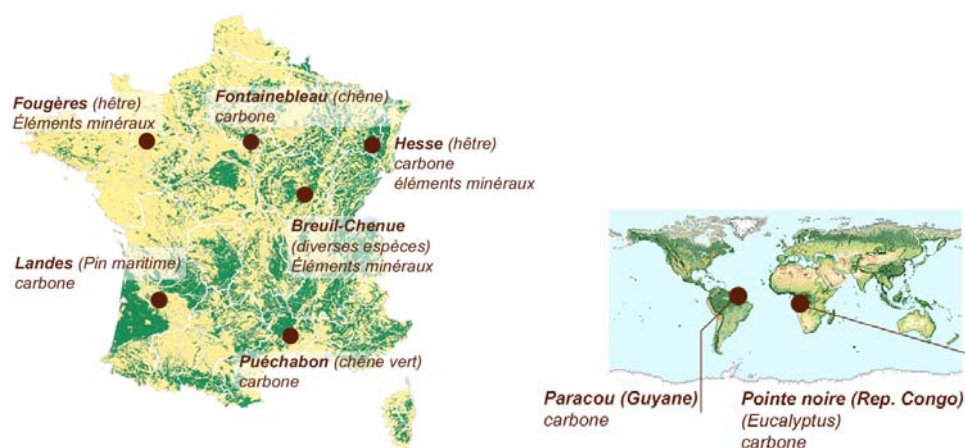 Fougères (hêtre)
Éléments minéraux
Fontainebleau (chêne)
carbone
Hesse (hêtre)
carbone
éléments minéraux
Breuil-Chenue
(diverses espèces)
Éléments minéraux
Landes (Pin maritime)
carbone
Puéchabon (chêne vert)
carbone
Paracou (Guyane)
carbone
Pointe noire (Rep. Congo)
(Eucalyptus)
carbone